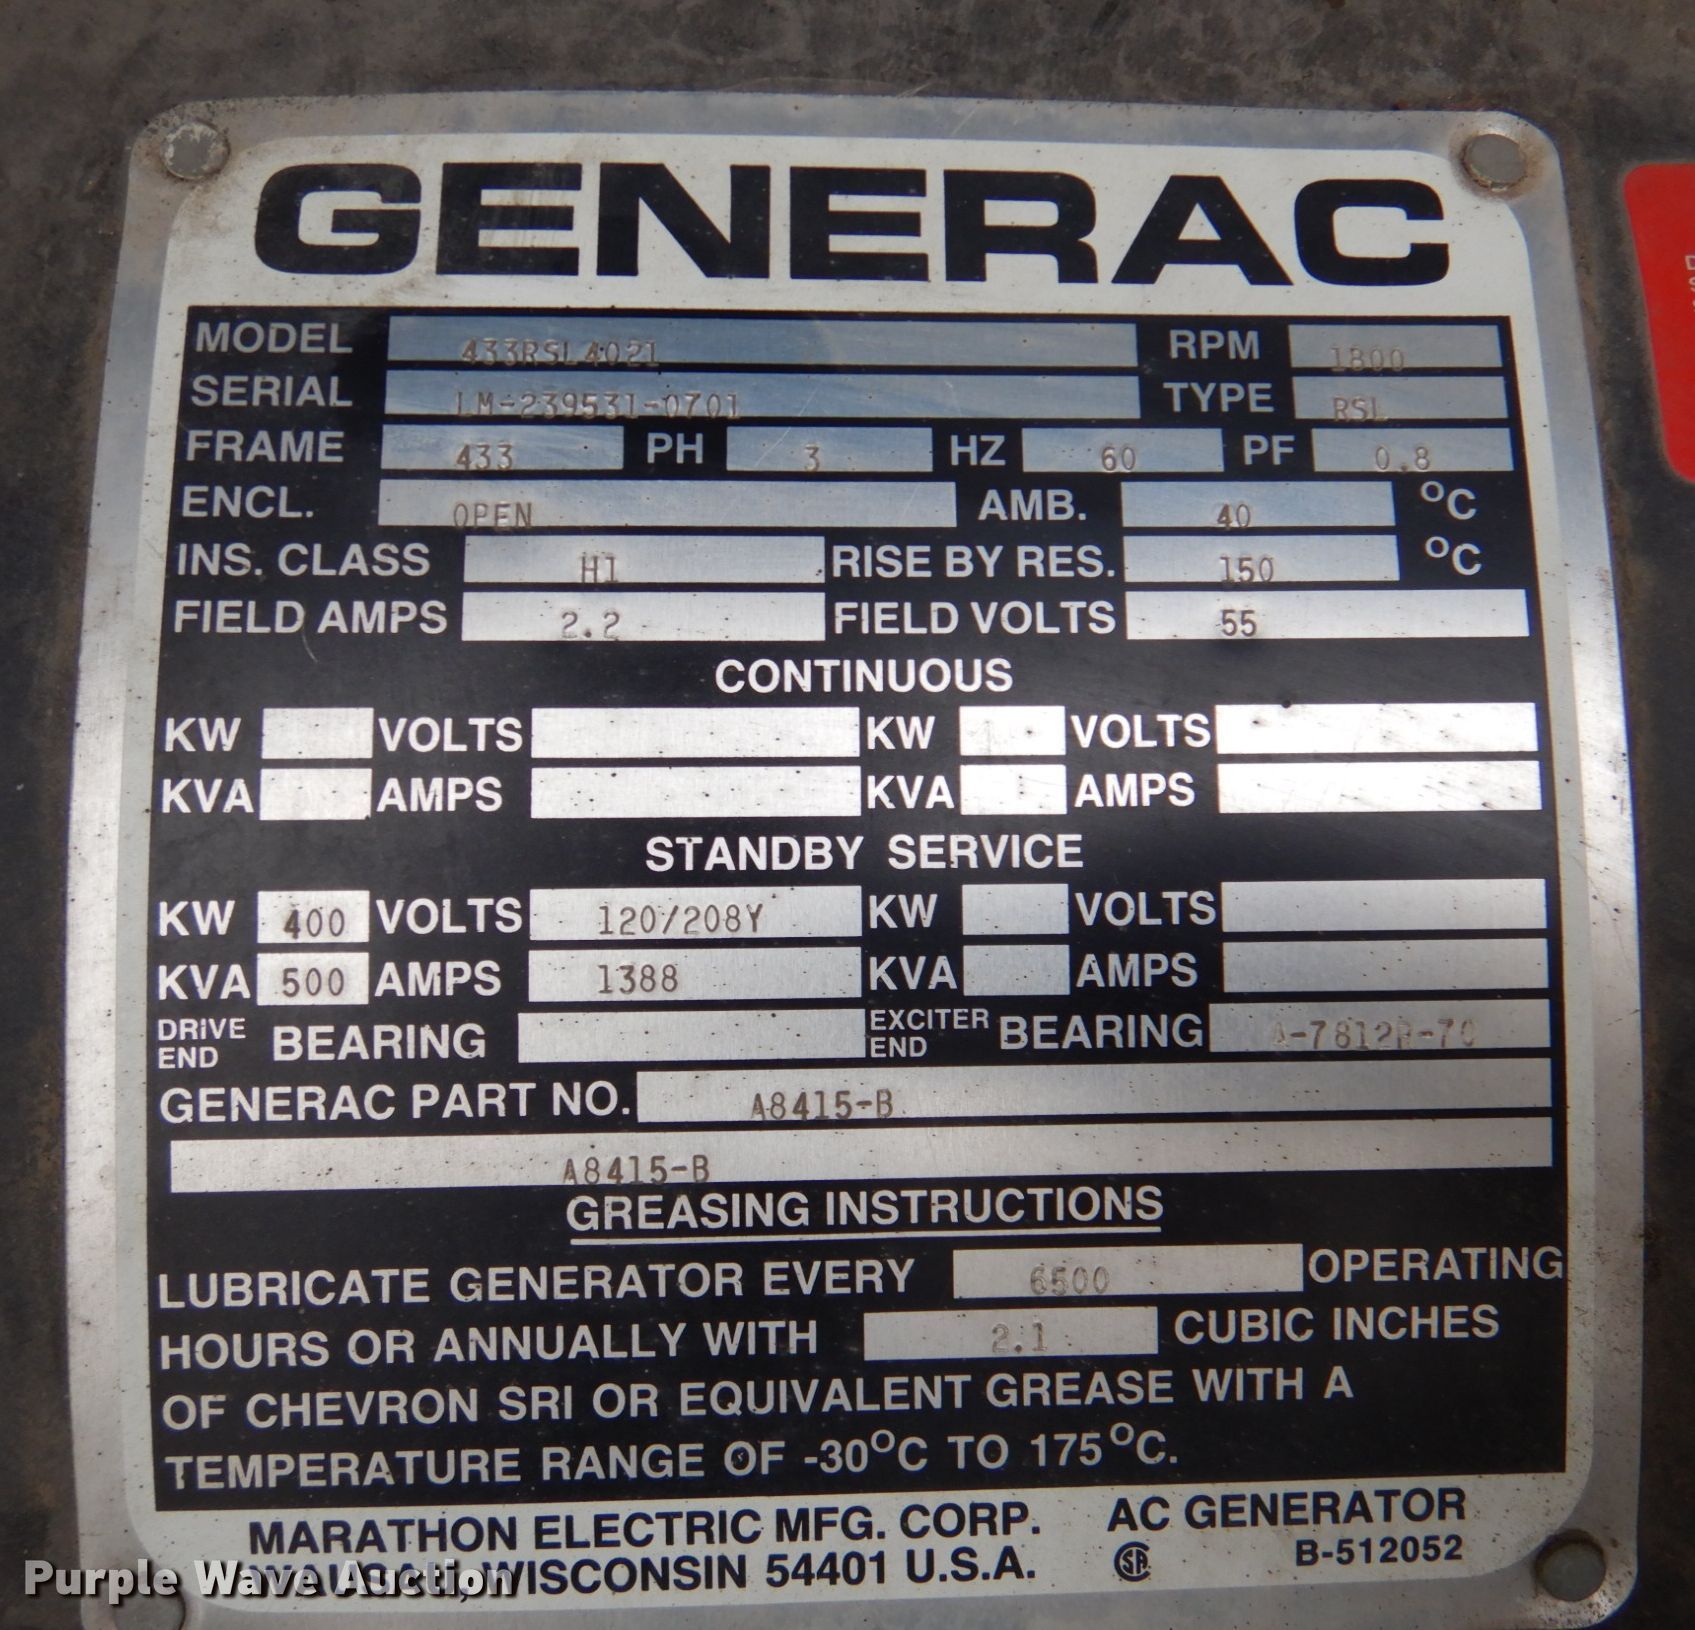 GENERAC
MODEL 433RSL4021 RPM 1800
SERIAL LM-239531-0701 TYPE RSL
FRAME 433 PH 3 HZ 60 PF 0.8
ENCL. OPEN AMB. 40 °C
INS. CLASS H1 RISE BY RES. 150 °C
FIELD AMPS 2.2 FIELD VOLTS 55
CONTINUOUS
KW VOLTS KW VOLTS
KVA AMPS KVA AMPS
STANDBY SERVICE
KW 400 VOLTS 120/208Y KW VOLTS
KVA 500 AMPS 1388 KVA AMPS
DRIVE END BEARING EXCITER END BEARING
GENERAC PART NO. A8415-B
A8415-B
GREASING INSTRUCTIONS
LUBRICATE GENERATOR EVERY 6500 OPERATING
HOURS OR ANNUALLY WITH 2.1 CUBIC INCHES
OF CHEVRON SRI OR EQUIVALENT GREASE WITH A
TEMPERATURE RANGE OF -30°C TO 175°C.
MARATHON ELECTRIC MFG. CORP. AC GENERATOR
WAUSAU, WISCONSIN 54401 U.S.A. SA B-512052
Purple Wave Auction